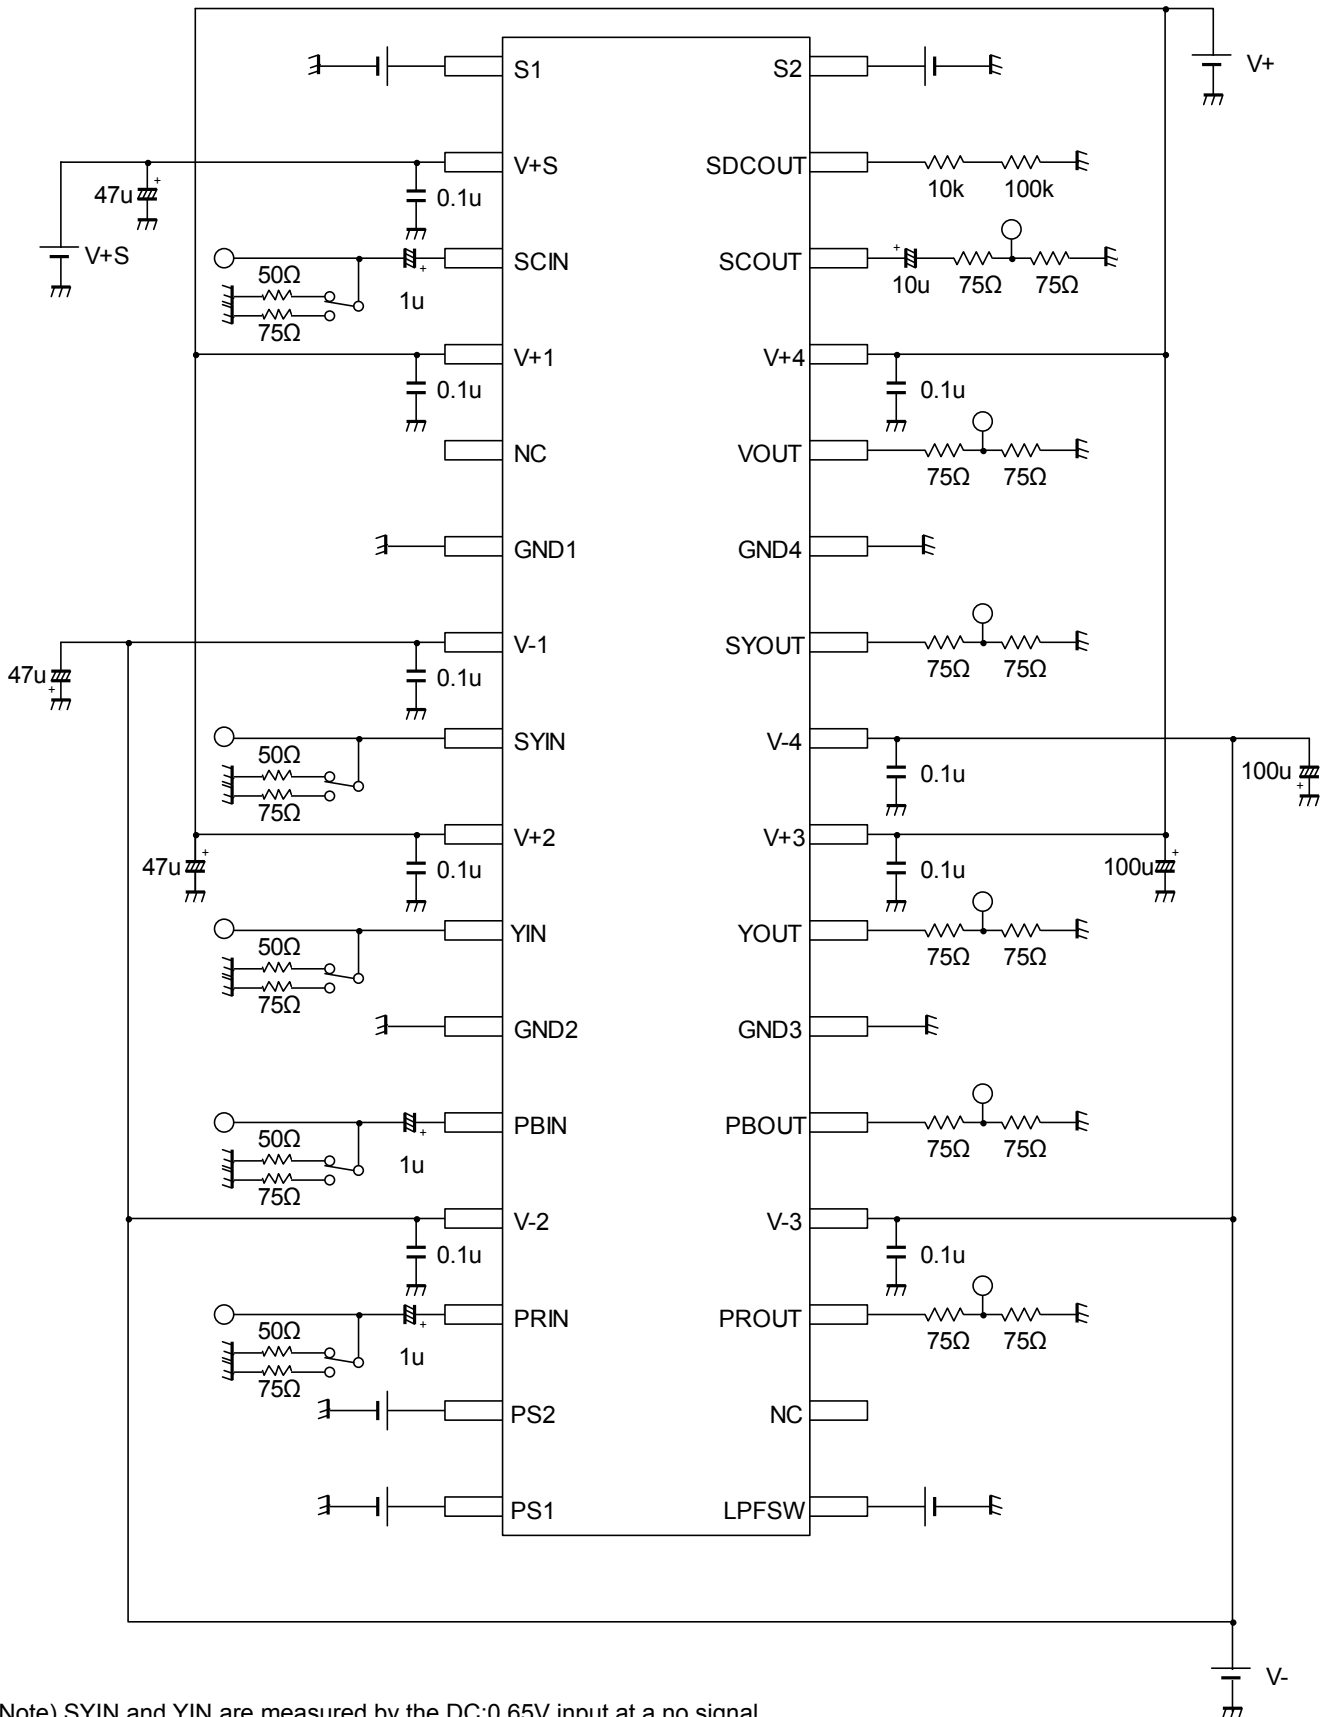 V+
S1
S2
V+S
SDCOUT
47u
+
0.1u
10k
100k
V+S
SCIN
SCOUT
+
50Ω
1u
+
10u
75Ω
75Ω
75Ω
V+1
V+4
0.1u
0.1u
NC
VOUT
75Ω
75Ω
GND1
GND4
V-1
SYOUT
47u
+
0.1u
75Ω
75Ω
SYIN
V-4
50Ω
75Ω
0.1u
100u
+
V+2
V+3
47u
+
0.1u
0.1u
100u
+
YIN
YOUT
50Ω
75Ω
75Ω
75Ω
GND2
GND3
PBIN
PBOUT
50Ω
1u
+
75Ω
75Ω
75Ω
V-2
V-3
0.1u
0.1u
PRIN
PROUT
50Ω
1u
+
75Ω
75Ω
75Ω
PS2
NC
PS1
LPFSW
V-
Note) SYIN and YIN are measured by the DC:0.65V input at a no signal